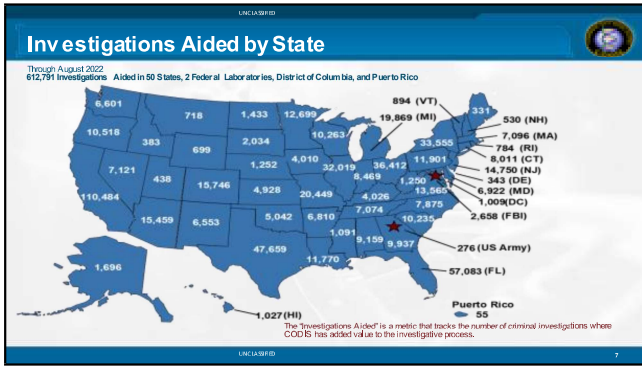 UNCLASSIFIED
Investigations Aided by State
Through August 2022
612,791 Investigations Aided in 50 States, 2 Federal Laboratories, District of Columbia, and Puerto Rico
6,601
718
1,433
12,699
894 (VT)
331
19,869 (MI)
530 (NH)
10,518
383
699
2,034
10,263
33,555
7,096 (MA)
784 (RI)
8,011 (CT)
7,121
438
1,252
4,010
32,019
8,469
36,412
11,901
14,750 (NJ)
343 (DE)
110,484
15,746
4,928
20,449
1,250
13,565
6,922 (MD)
1,009(DC)
4,026
7,875
2,658 (FBI)
15,459
6,553
5,042
6,810
7,074
10,235
1,091
9,159
9,937
276 (US Army)
47,659
11,770
57,083 (FL)
1,696
1,027(HI)
Puerto Rico
55
The "Investigations Aided" is a metric that tracks the number of criminal investigations where
CODIS has added value to the investigative process.
UNCLASSIFIED
7